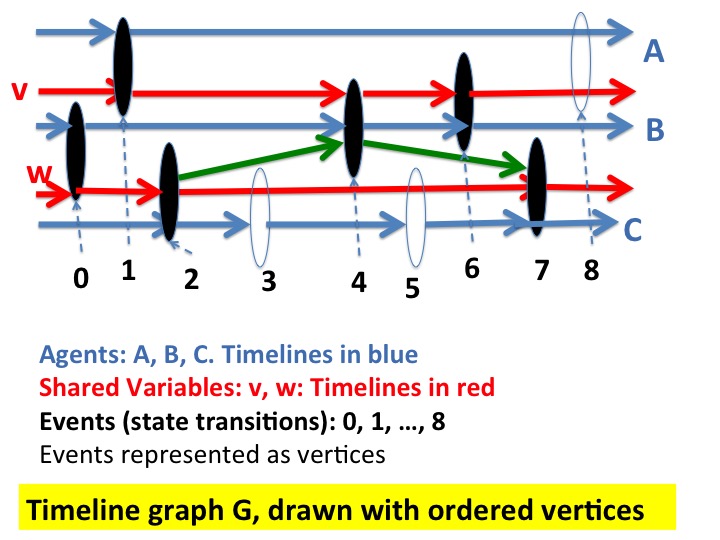 A
v
B
w
C
0 1 2 3 4 5 6 7 8
Agents: A, B, C. Timelines in blue
Shared Variables: v, w: Timelines in red
Events (state transitions): 0, 1, …, 8
Events represented as vertices
Timeline graph G, drawn with ordered vertices